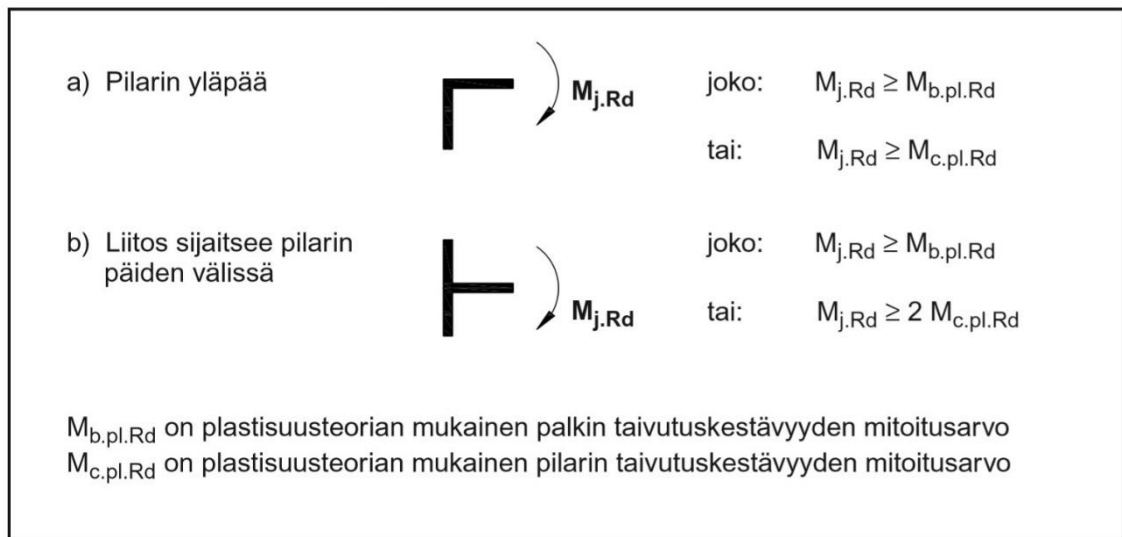 a) Pilarin yläpää
M_j.Rd
joko: M_j.Rd ≥ M_b.pl.Rd
tai: M_j.Rd ≥ M_c.pl.Rd
b) Liitos sijaitsee pilarin
päiden välissä
M_j.Rd
joko: M_j.Rd ≥ M_b.pl.Rd
tai: M_j.Rd ≥ 2 M_c.pl.Rd
M_b.pl.Rd on plastisuusteorian mukainen palkin taivutuskestävyyden mitoitusarvo
M_c.pl.Rd on plastisuusteorian mukainen pilarin taivutuskestävyyden mitoitusarvo